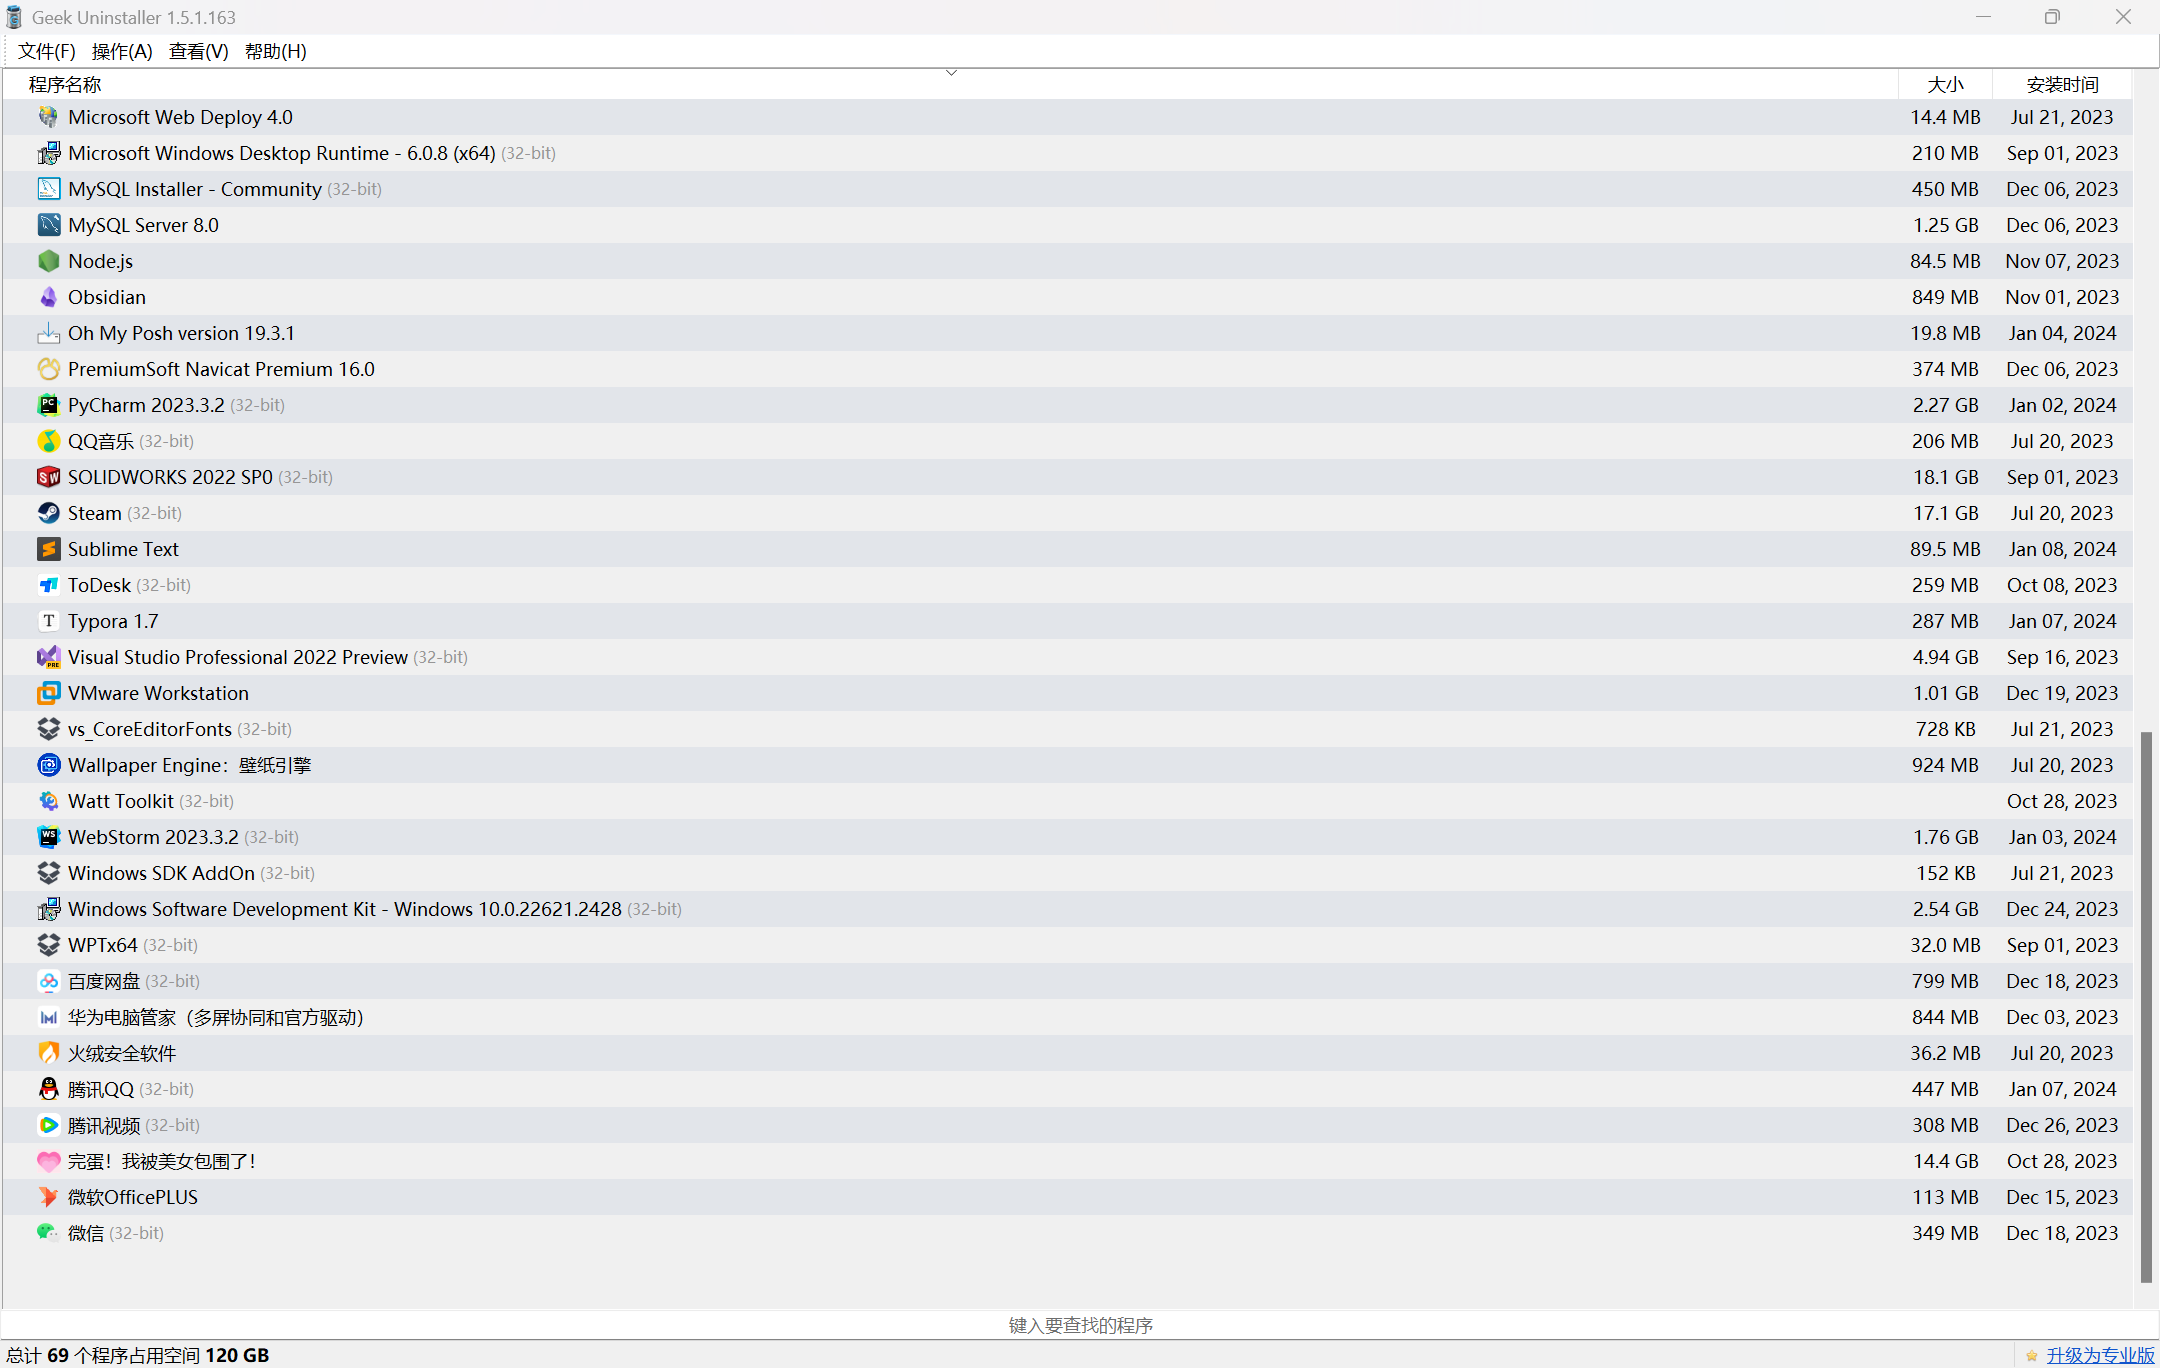 Geek Uninstaller 1.5.1.163
文件(F) 操作(A) 查看(V) 帮助(H)
程序名称 大小 安装时间
Microsoft Web Deploy 4.0 14.4 MB Jul 21, 2023
Microsoft Windows Desktop Runtime - 6.0.8 (x64) (32-bit) 210 MB Sep 01, 2023
MySQL Installer - Community (32-bit) 450 MB Dec 06, 2023
MySQL Server 8.0 1.25 GB Dec 06, 2023
Node.js 84.5 MB Nov 07, 2023
Obsidian 849 MB Nov 01, 2023
Oh My Posh version 19.3.1 19.8 MB Jan 04, 2024
PremiumSoft Navicat Premium 16.0 374 MB Dec 06, 2023
PyCharm 2023.3.2 (32-bit) 2.27 GB Jan 02, 2024
QQ音乐 (32-bit) 206 MB Jul 20, 2023
SOLIDWORKS 2022 SP0 (32-bit) 18.1 GB Sep 01, 2023
Steam (32-bit) 17.1 GB Jul 20, 2023
Sublime Text 89.5 MB Jan 08, 2024
ToDesk (32-bit) 259 MB Oct 08, 2023
Typora 1.7 287 MB Jan 07, 2024
Visual Studio Professional 2022 Preview (32-bit) 4.94 GB Sep 16, 2023
VMware Workstation 1.01 GB Dec 19, 2023
vs_CoreEditorFonts (32-bit) 728 KB Jul 21, 2023
Wallpaper Engine：壁纸引擎 924 MB Jul 20, 2023
Watt Toolkit (32-bit) Oct 28, 2023
WebStorm 2023.3.2 (32-bit) 1.76 GB Jan 03, 2024
Windows SDK AddOn (32-bit) 152 KB Jul 21, 2023
Windows Software Development Kit - Windows 10.0.22621.2428 (32-bit) 2.54 GB Dec 24, 2023
WPTx64 (32-bit) 32.0 MB Sep 01, 2023
百度网盘 (32-bit) 799 MB Dec 18, 2023
华为电脑管家（多屏协同和官方驱动） 844 MB Dec 03, 2023
火绒安全软件 36.2 MB Jul 20, 2023
腾讯QQ (32-bit) 447 MB Jan 07, 2024
腾讯视频 (32-bit) 308 MB Dec 26, 2023
完蛋！我被美女包围了！ 14.4 GB Oct 28, 2023
微软OfficePLUS 113 MB Dec 15, 2023
微信 (32-bit) 349 MB Dec 18, 2023
键入要查找的程序
总计 69 个程序占用空间 120 GB 升级为专业版